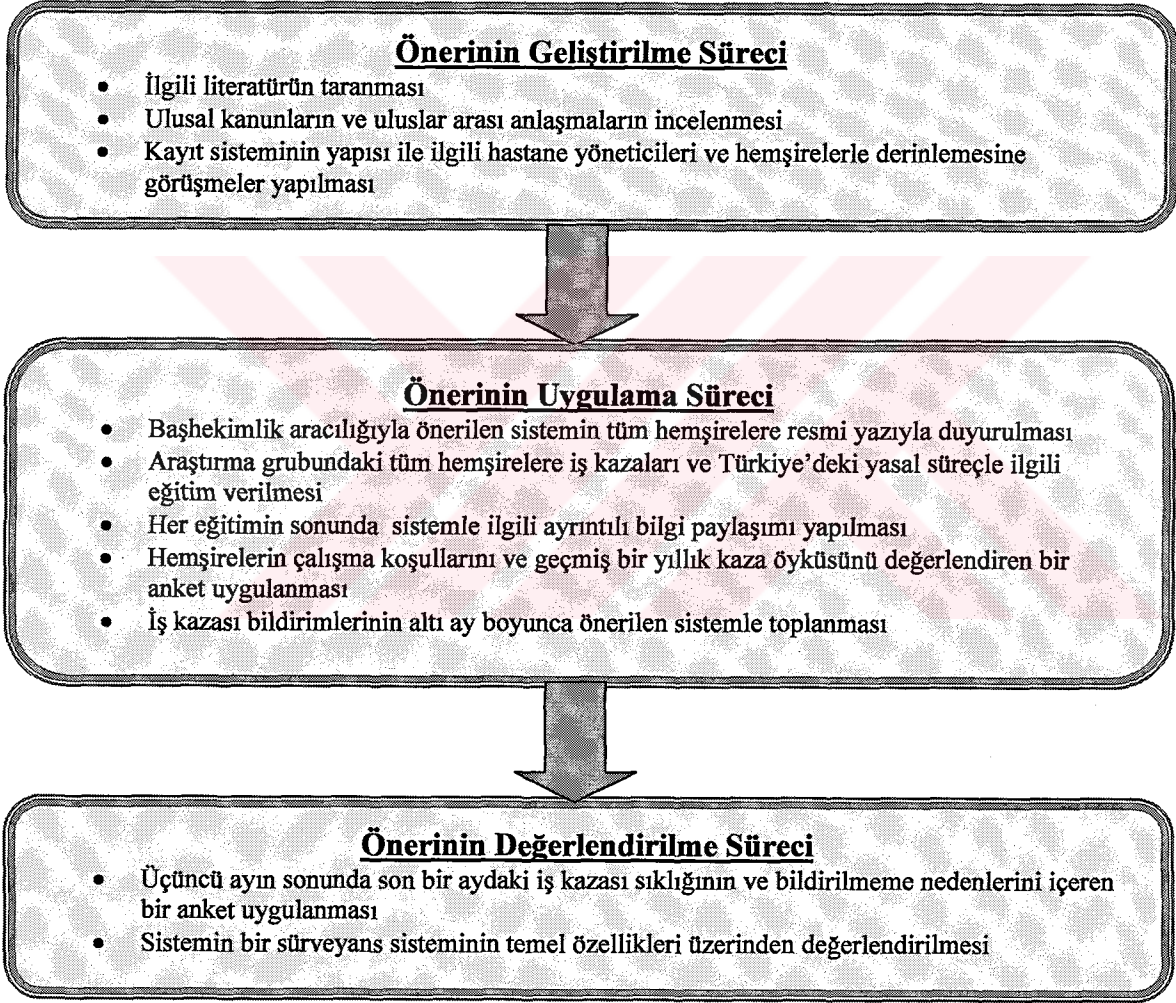 Önerinin Geliştirilme Süreci
• İlgili literatürün taranması
• Ulusal kanunların ve uluslar arası anlaşmaların incelenmesi
• Kayıt sisteminin yapısı ile ilgili hastane yöneticileri ve hemşirelerle derinlemesine
görüşmeler yapılması
Önerinin Uygulama Süreci
• Başhekimlik aracılığıyla önerilen sistemin tüm hemşirelere resmi yazıyla duyurulması
• Araştırma grubundaki tüm hemşirelere iş kazaları ve Türkiye'deki yasal süreçle ilgili
eğitim verilmesi
• Her eğitimin sonunda sistemle ilgili ayrıntılı bilgi paylaşımı yapılması
• Hemşirelerin çalışma koşullarını ve geçmiş bir yıllık kaza öyküsünü değerlendiren bir
anket uygulanması
• İş kazası bildirimlerinin altı ay boyunca önerilen sistemle toplanması
Önerinin Değerlendirilme Süreci
• Üçüncü ayın sonunda son bir aydaki iş kazası sıklığının ve bildirilmeme nedenlerini içeren
bir anket uygulanması
• Sistemin bir sürveyans sisteminin temel özellikleri üzerinden değerlendirilmesi